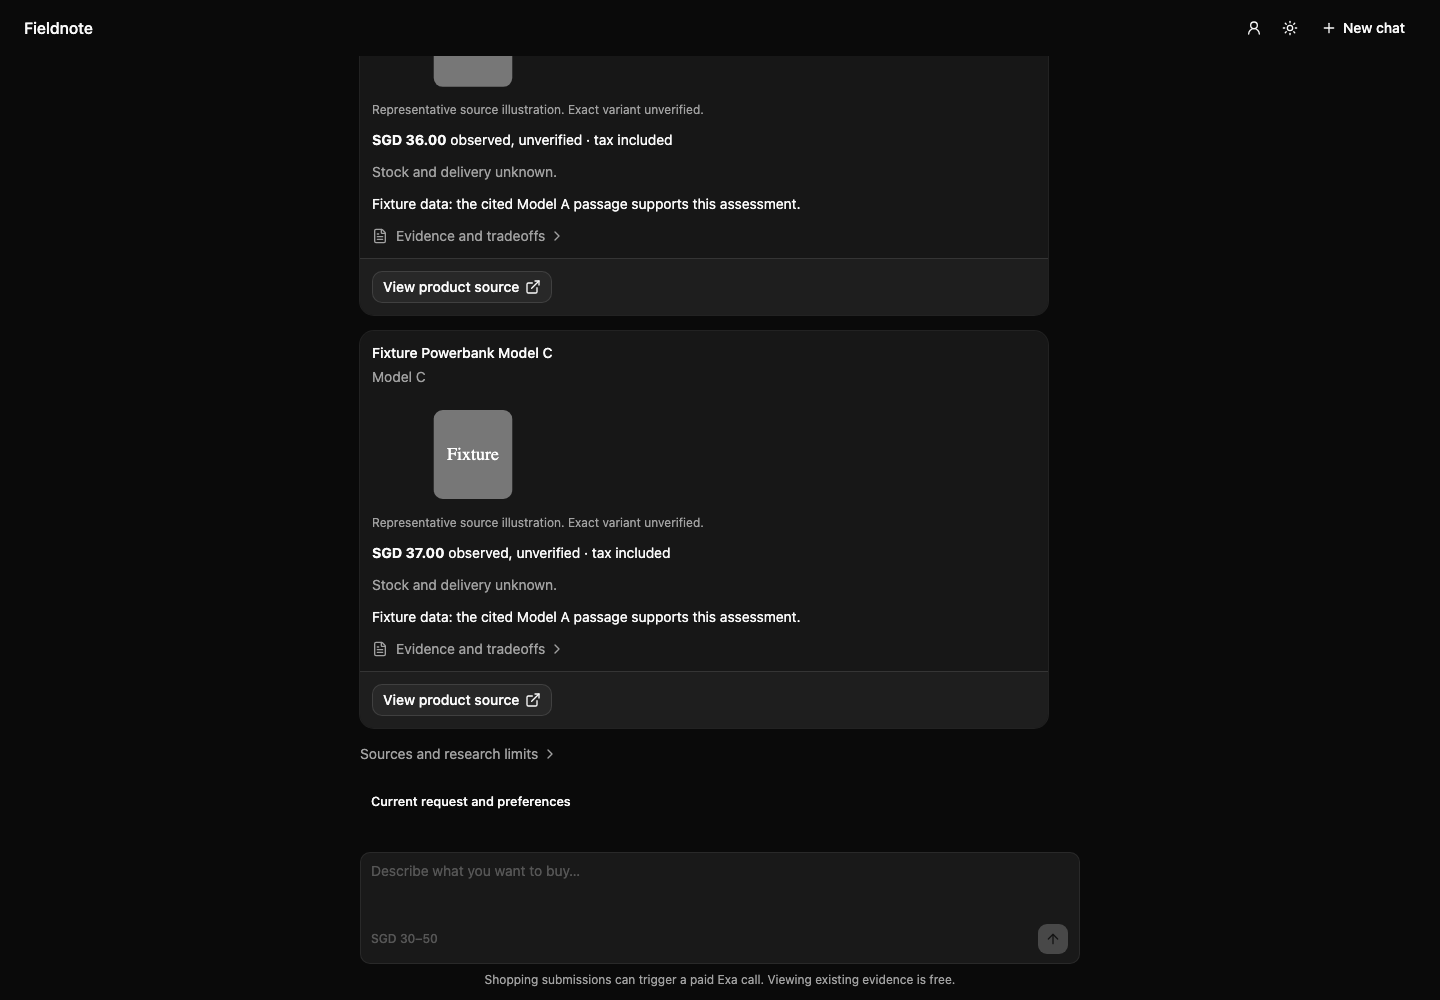 Fieldnote
New chat
Representative source illustration. Exact variant unverified.
SGD 36.00 observed, unverified · tax included
Stock and delivery unknown.
Fixture data: the cited Model A passage supports this assessment.
Evidence and tradeoffs
View product source
Fixture Powerbank Model C
Model C
Fixture
Representative source illustration. Exact variant unverified.
SGD 37.00 observed, unverified · tax included
Stock and delivery unknown.
Fixture data: the cited Model A passage supports this assessment.
Evidence and tradeoffs
View product source
Sources and research limits
Current request and preferences
Describe what you want to buy...
SGD 30–50
Shopping submissions can trigger a paid Exa call. Viewing existing evidence is free.